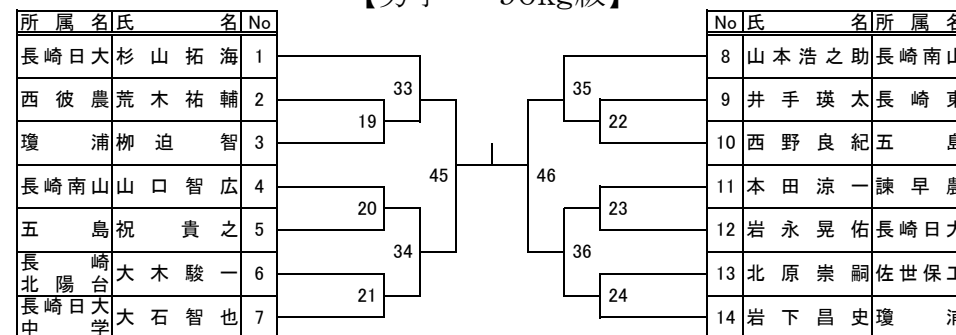 所属名 氏名 No
長崎日大 杉山拓海 1
西彼農 荒木祐輔 2
瓊浦 柳迫智 3
長崎南山 山口智広 4
五島 祝貴之 5
長崎北陽台 大木駿一 6
長崎日大中学 大石智也 7
33
19
45
20
34
21
35
22
46
23
36
24
No 氏名 所属
8 山本浩之助 長崎南山
9 井手瑛太 長崎東
10 西野良紀 五島
11 本田涼一 諫早農
12 岩永晃佑 長崎日大
13 北原崇嗣 佐世保工
14 岩下昌史 瓊浦